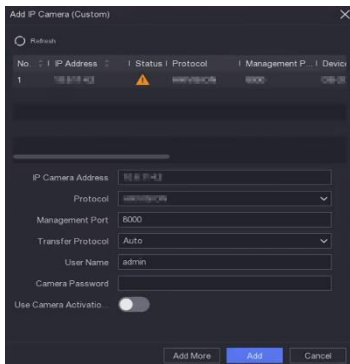 Add IP Camera (Custom)
Refresh
No. IP Address Status Protocol Management P... Device
1
IP Camera Address
Protocol
Management Port 8000
Transfer Protocol Auto
User Name admin
Camera Password
Use Camera Activatio...
Add More Add Cancel